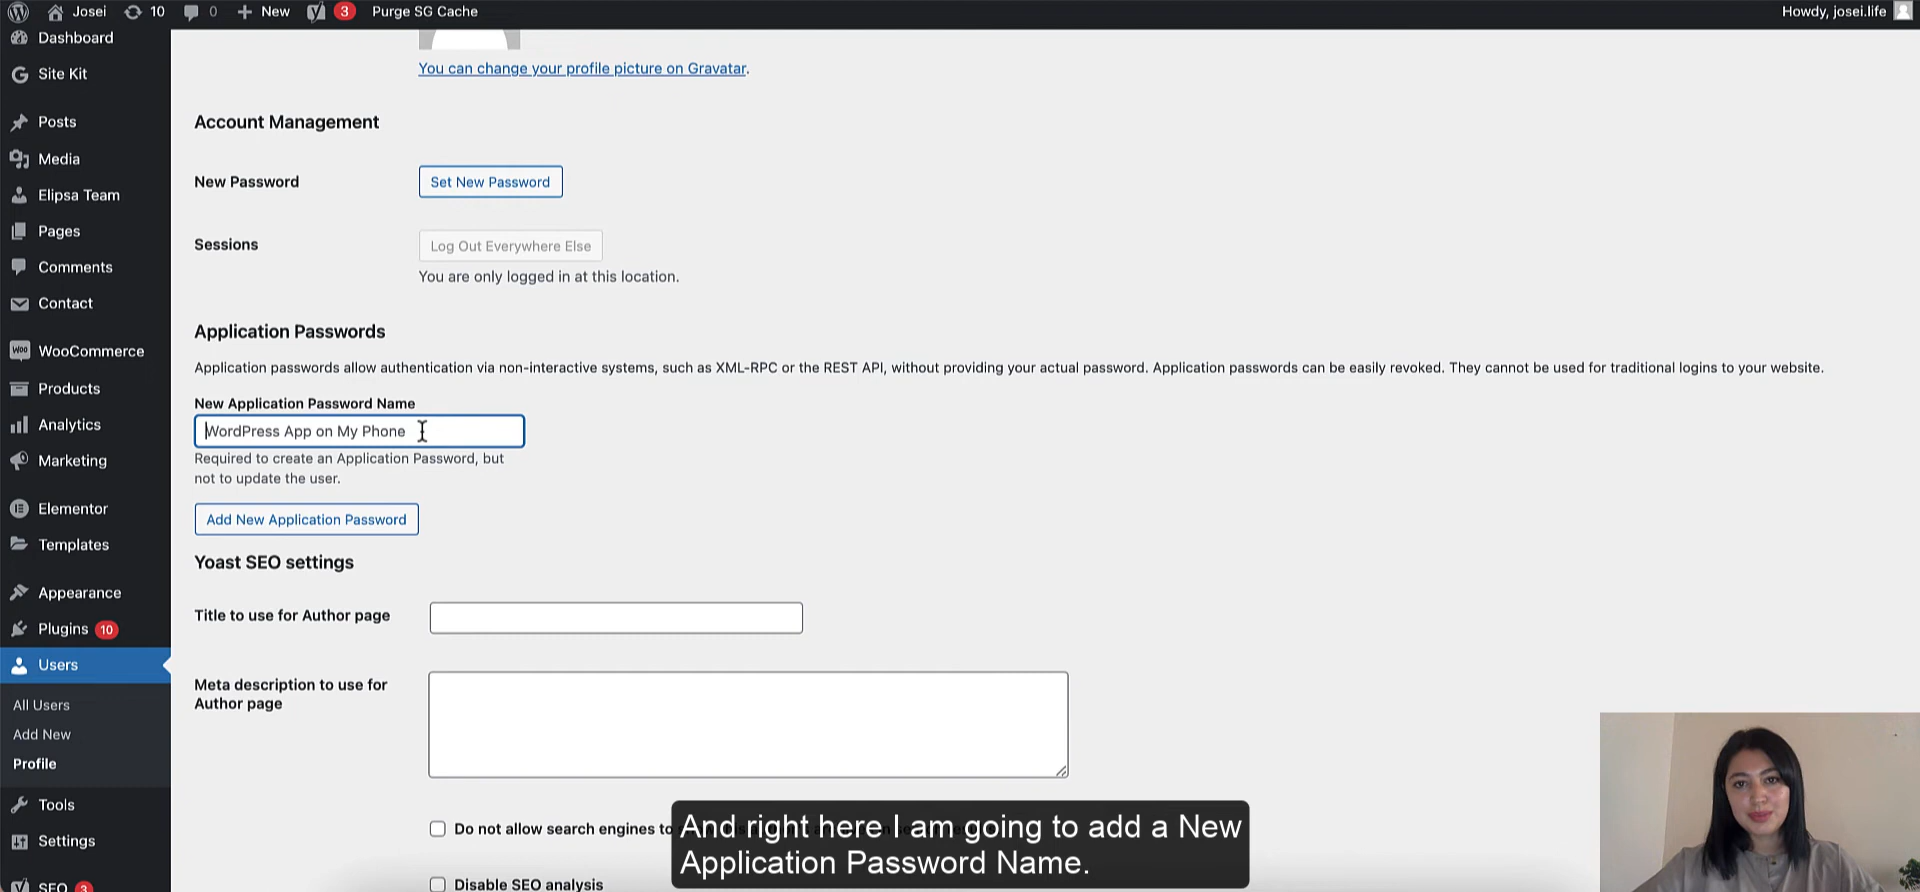 Josei
10
0
New
3
Purge SG Cache
Howdy, josei.life
Dashboard
Site Kit
Posts
Media
Elipsa Team
Pages
Comments
Contact
WooCommerce
Products
Analytics
Marketing
Elementor
Templates
Appearance
Plugins 10
Users
All Users
Add New
Profile
Tools
Settings
SEO 3
You can change your profile picture on Gravatar.
Account Management
New Password
Set New Password
Sessions
Log Out Everywhere Else
You are only logged in at this location.
Application Passwords
Application passwords allow authentication via non-interactive systems, such as XML-RPC or the REST API, without providing your actual password. Application passwords can be easily revoked. They cannot be used for traditional logins to your website.
New Application Password Name
WordPress App on My Phone
Required to create an Application Password, but
not to update the user.
Add New Application Password
Yoast SEO settings
Title to use for Author page
Meta description to use for
Author page
Do not allow search engines to
Disable SEO analysis
And right here I am going to add a New
Application Password Name.